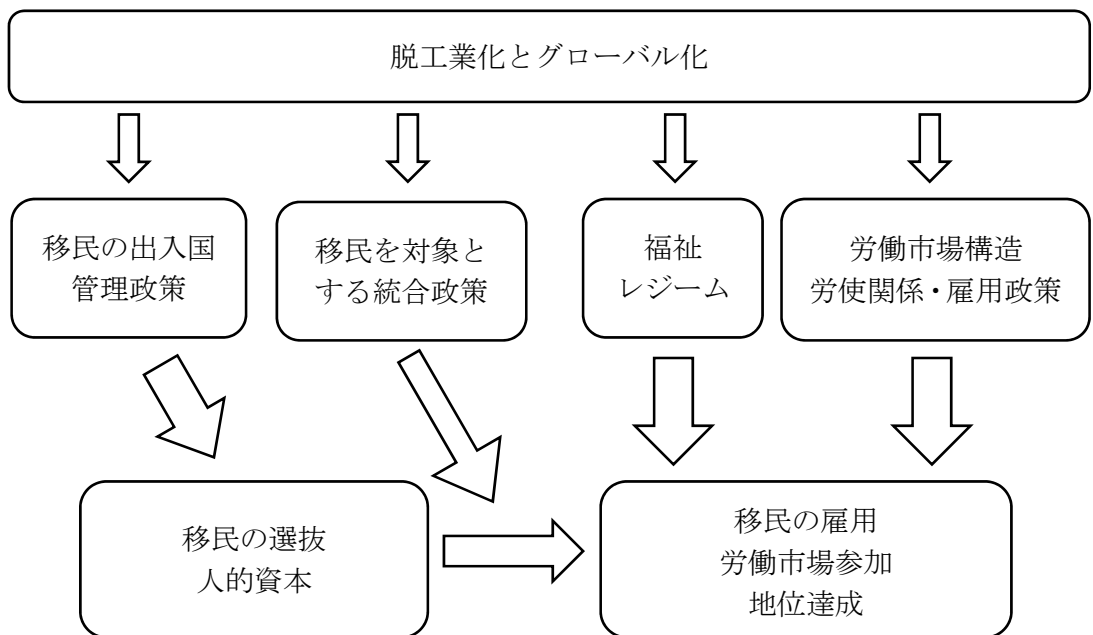 脱工業化とグローバル化
移民の出入国
管理政策
移民を対象と
する統合政策
福祉
レジーム
労働市場構造
労使関係・雇用政策
移民の選抜
人的資本
移民の雇用
労働市場参加
地位達成